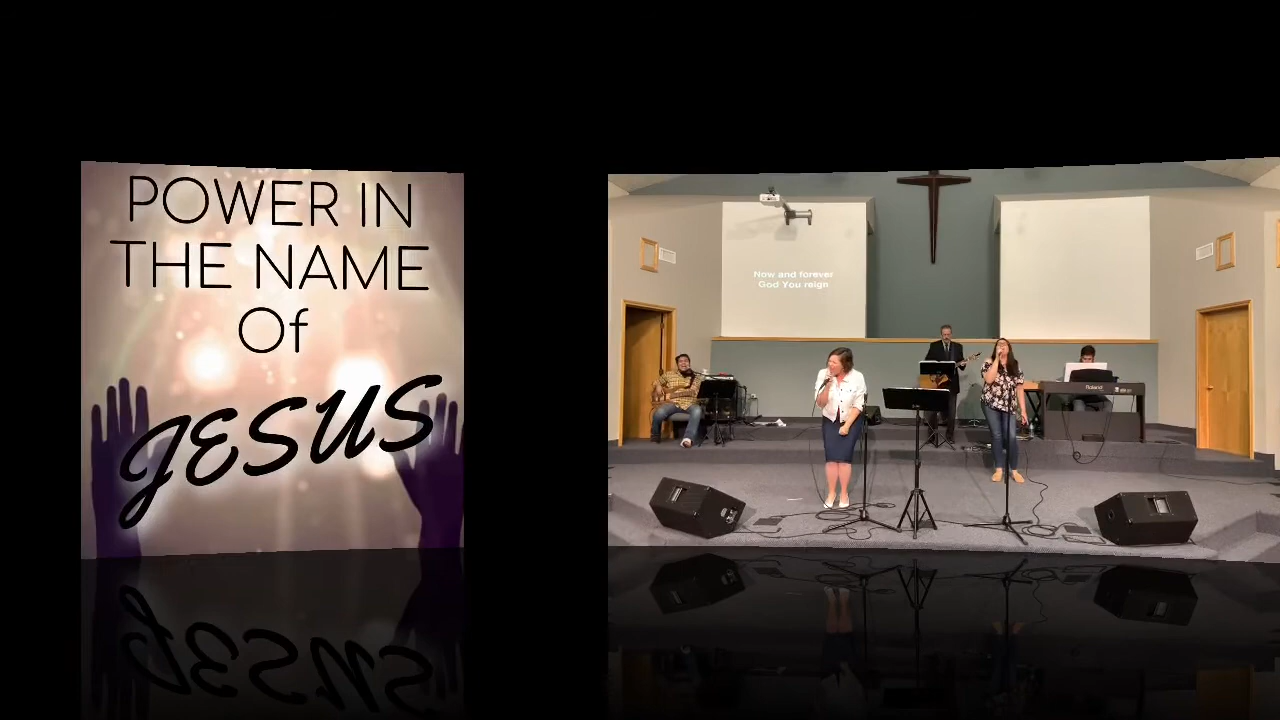 POWER IN
THE NAME
Of
JESUS
Now and forever
God You reign
Roland